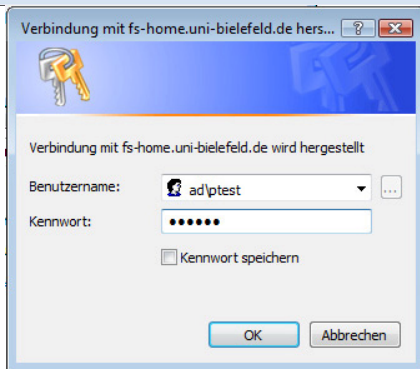 Verbindung mit fs-home.uni-bielefeld.de hers...
Verbindung mit fs-home.uni-bielefeld.de wird hergestellt
Benutzername: ad\ptest
Kennwort: ••••••
Kennwort speichern
OK Abbrechen